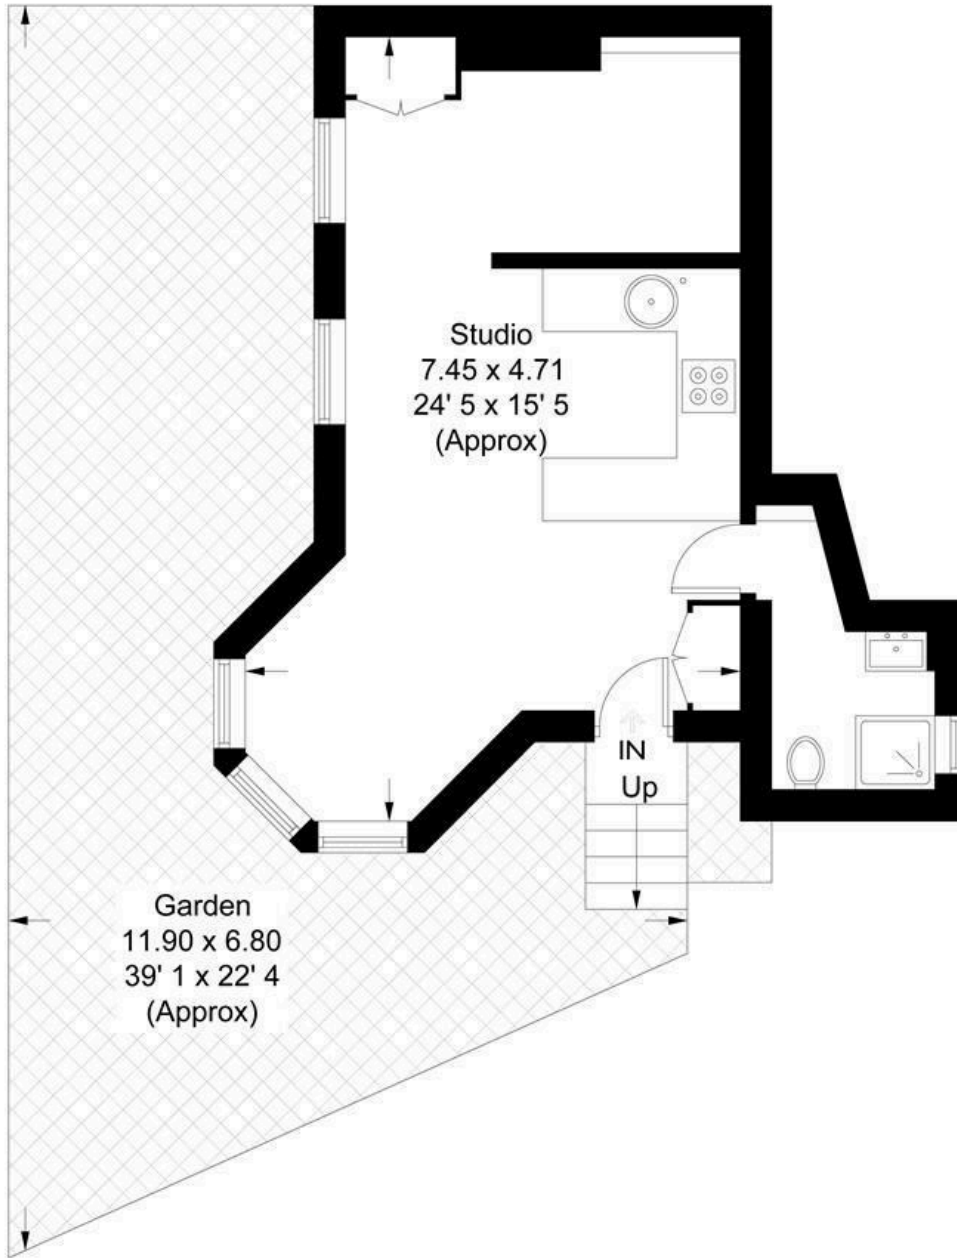 Studio
7.45 x 4.71
24' 5 x 15' 5
(Approx)
IN
Up
Garden
11.90 x 6.80
39' 1 x 22' 4
(Approx)